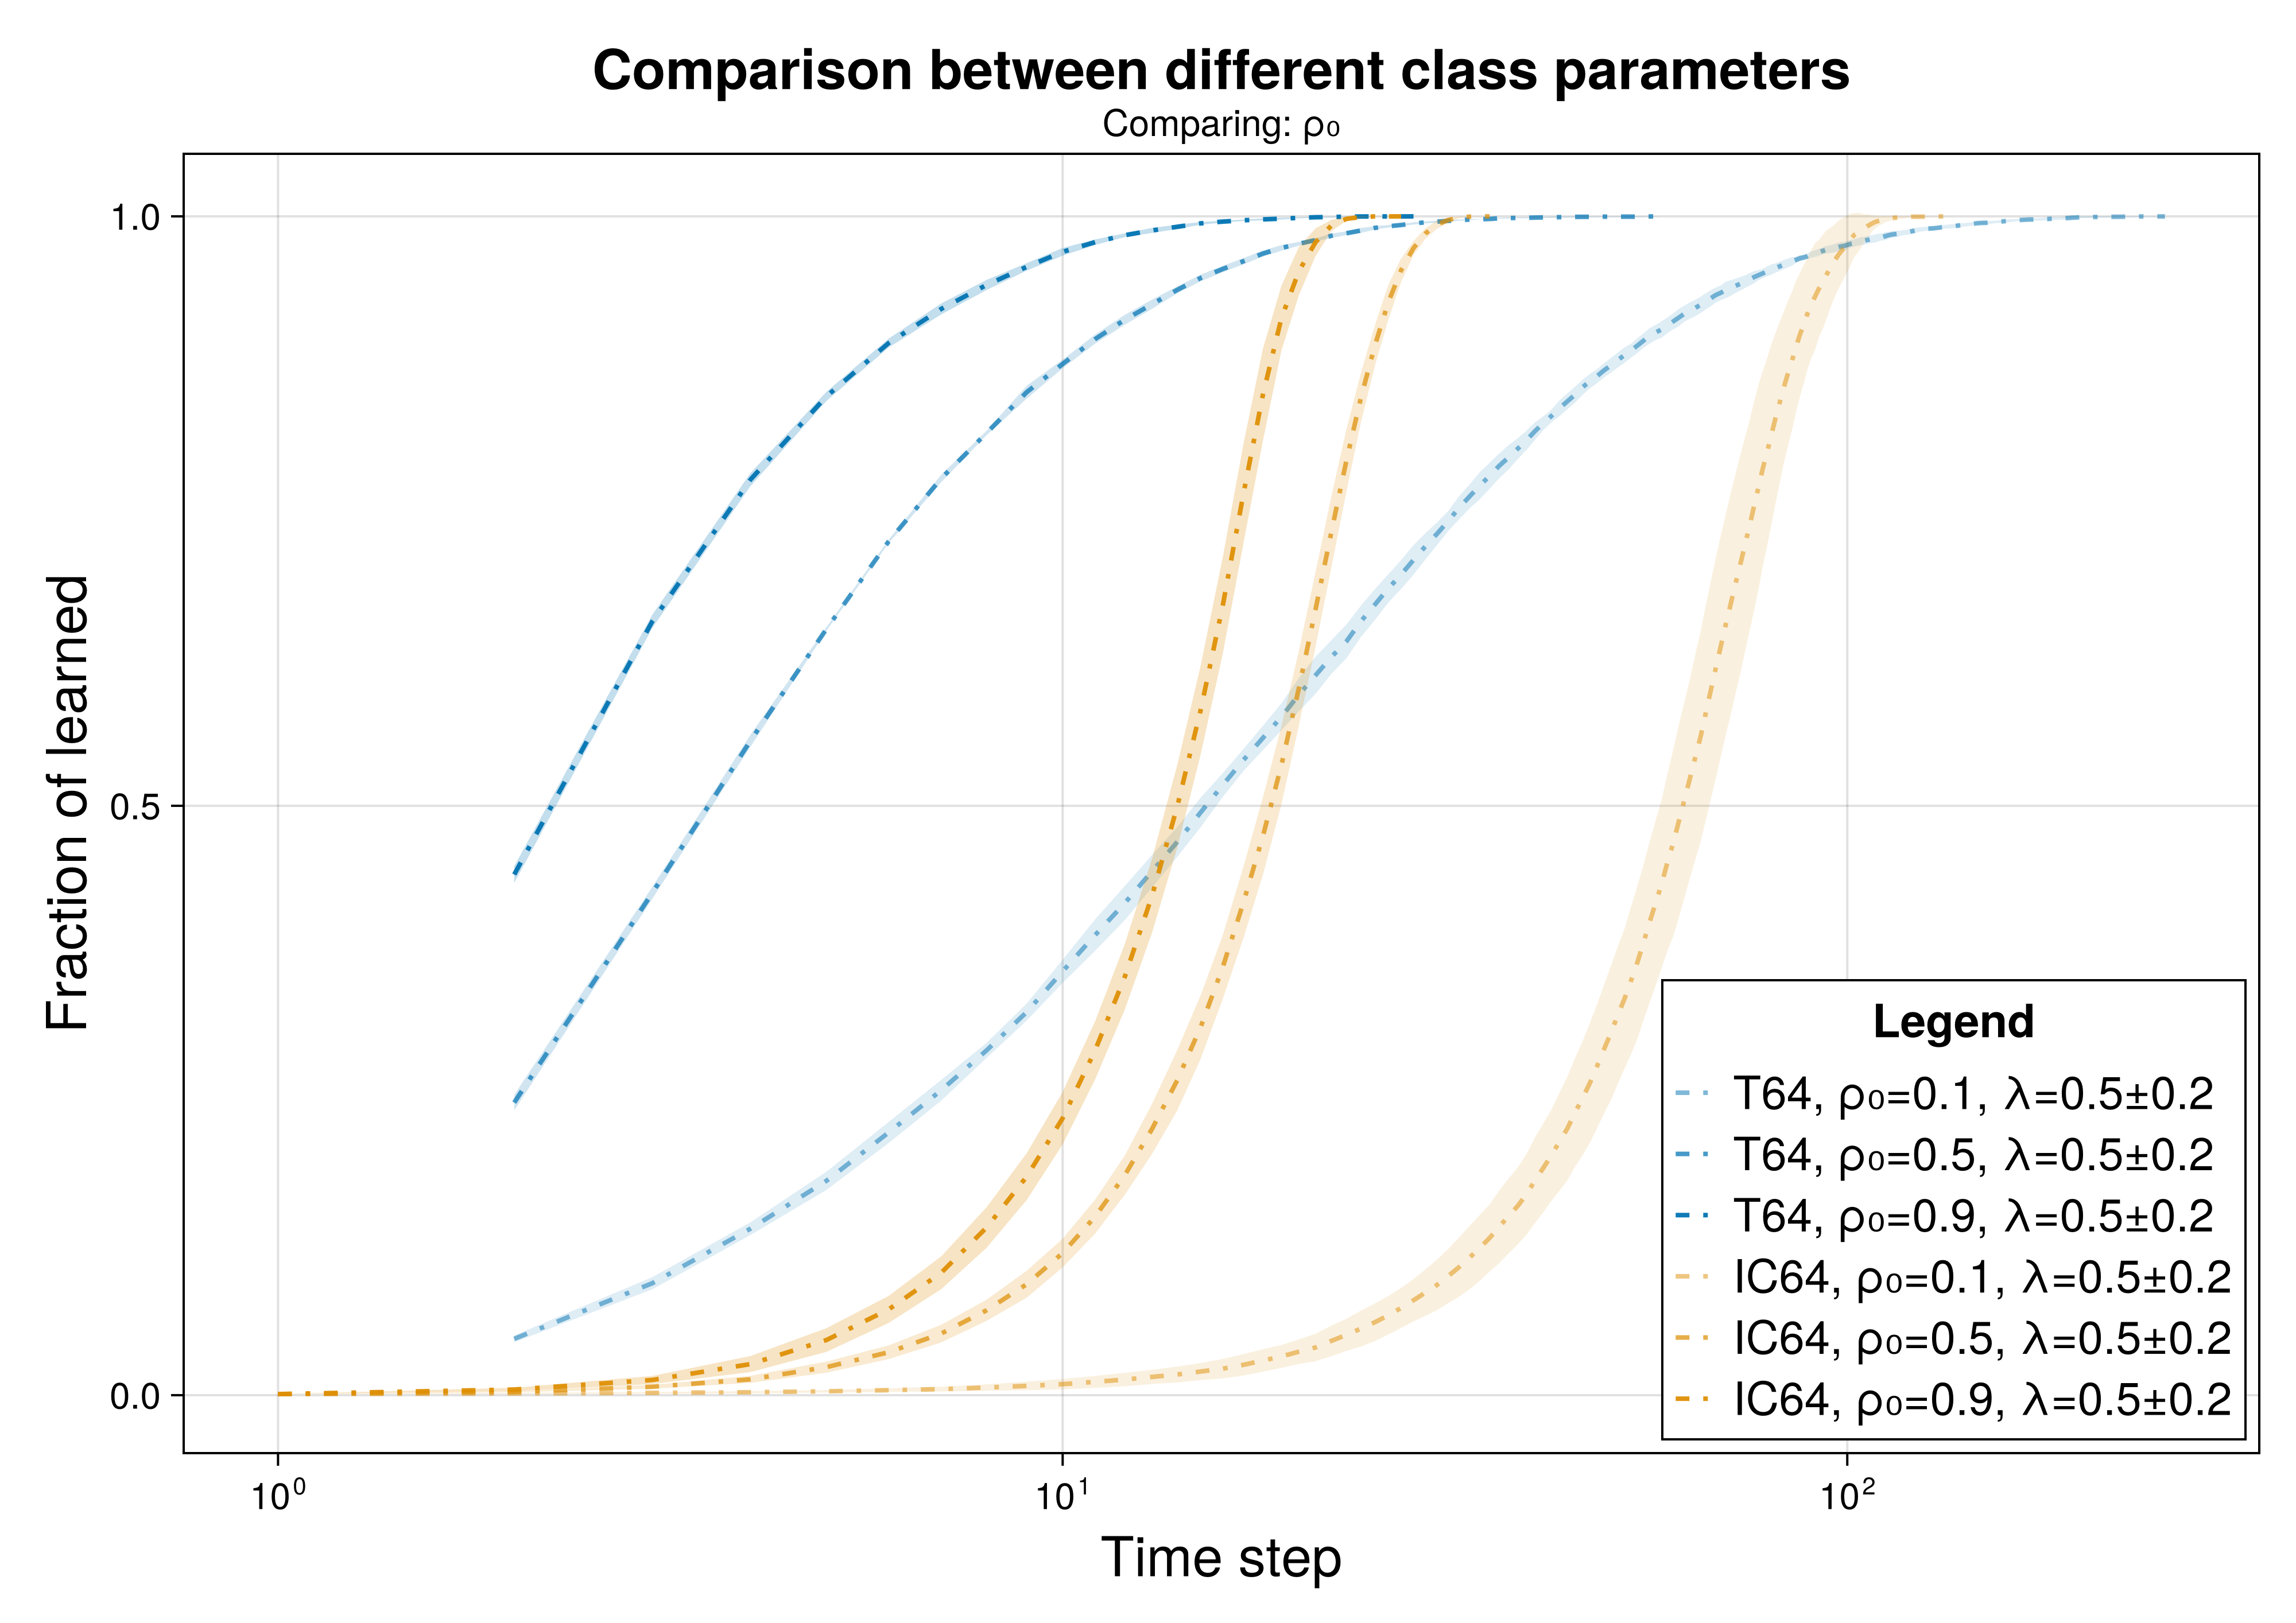 Comparison between different class parameters
Comparing: ρ₀
1.0
0.5
0.0
Fraction of learned
10⁰
10¹
10²
Time step
Legend
T64, ρ₀=0.1, λ=0.5±0.2
T64, ρ₀=0.5, λ=0.5±0.2
T64, ρ₀=0.9, λ=0.5±0.2
IC64, ρ₀=0.1, λ=0.5±0.2
IC64, ρ₀=0.5, λ=0.5±0.2
IC64, ρ₀=0.9, λ=0.5±0.2